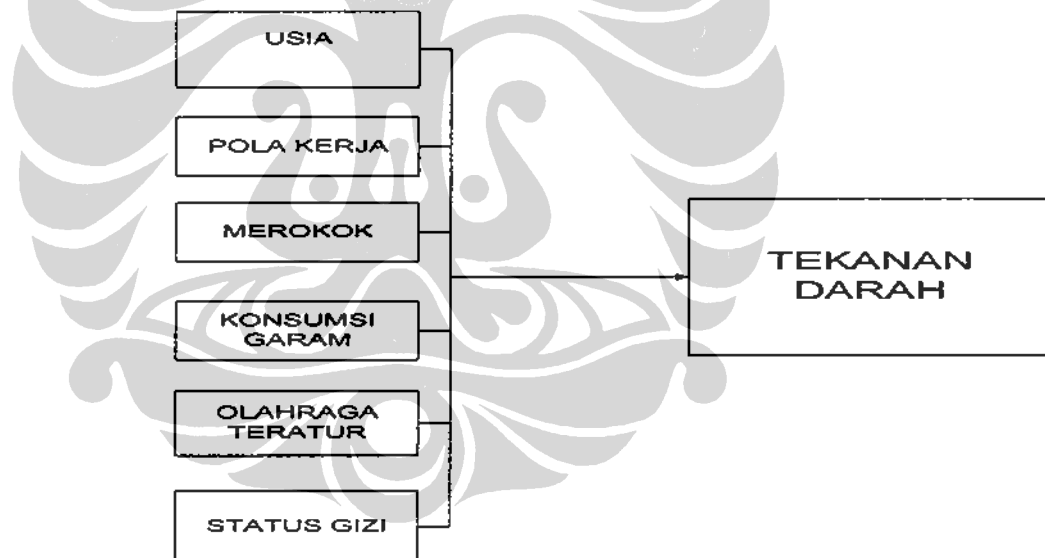 USIA
POLA KERJA
MEROKOK
KONSUMSI
GARAM
OLAHRAGA
TERATUR
STATUS GIZI
TEKANAN
DARAH